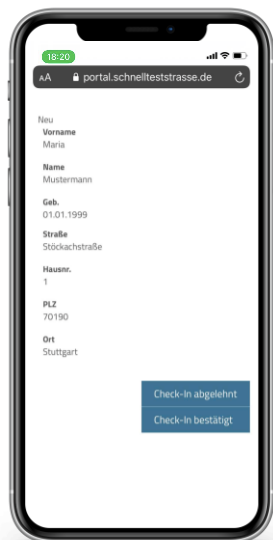 18:20
AA portal.schnellteststrasse.de
Neu
Vorname
Maria
Name
Mustermann
Geb.
01.01.1999
Straße
Stöckachstraße
Hausnr.
1
PLZ
70190
Ort
Stuttgart
Check-In abgelehnt
Check-In bestätigt